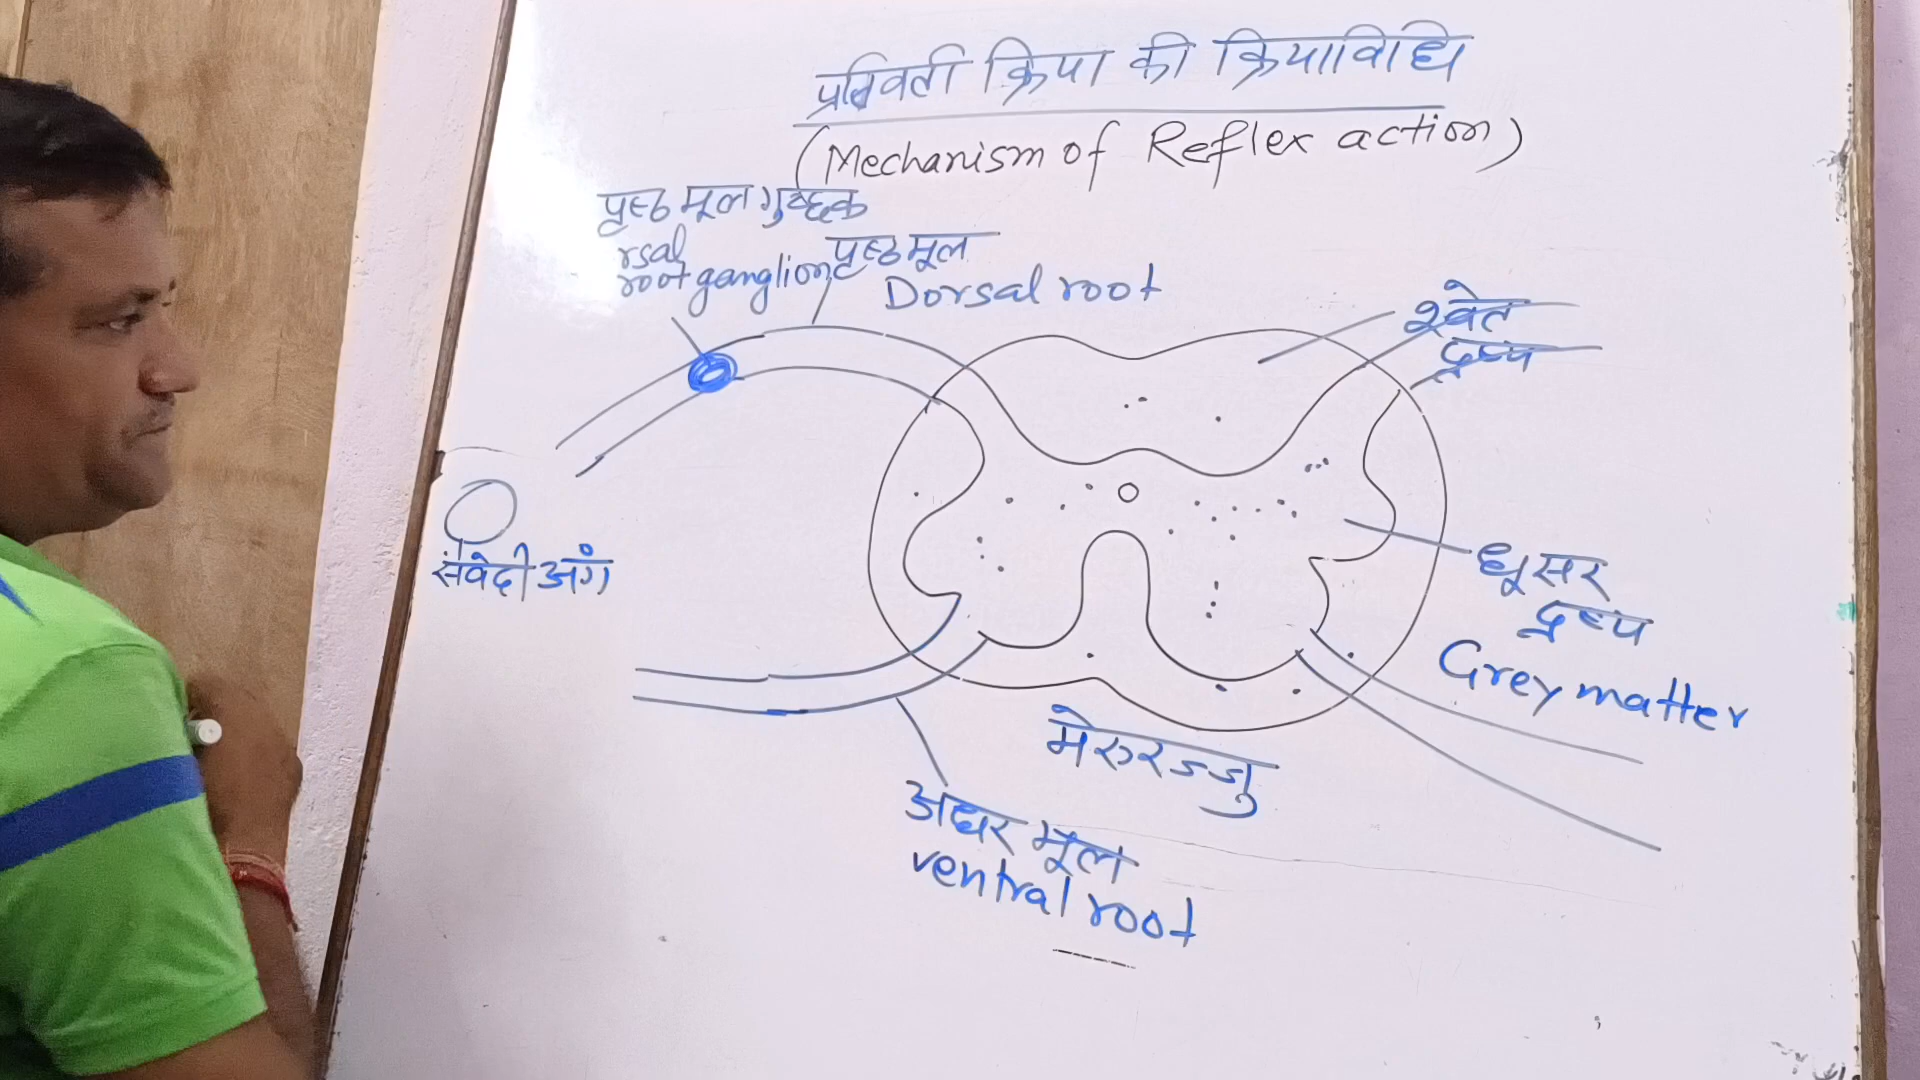 प्रतिवर्ती क्रिया की क्रियाविधि
(Mechanism of Reflex action)
पृष्ठ मूल गुच्छक
rsal
root ganglion
पृष्ठ मूल
Dorsal root
श्वेत
द्रव्य
संवेदी अंग
धूसर
द्रव्य
Grey matter
मेरुरज्जु
अधर मूल
ventral root